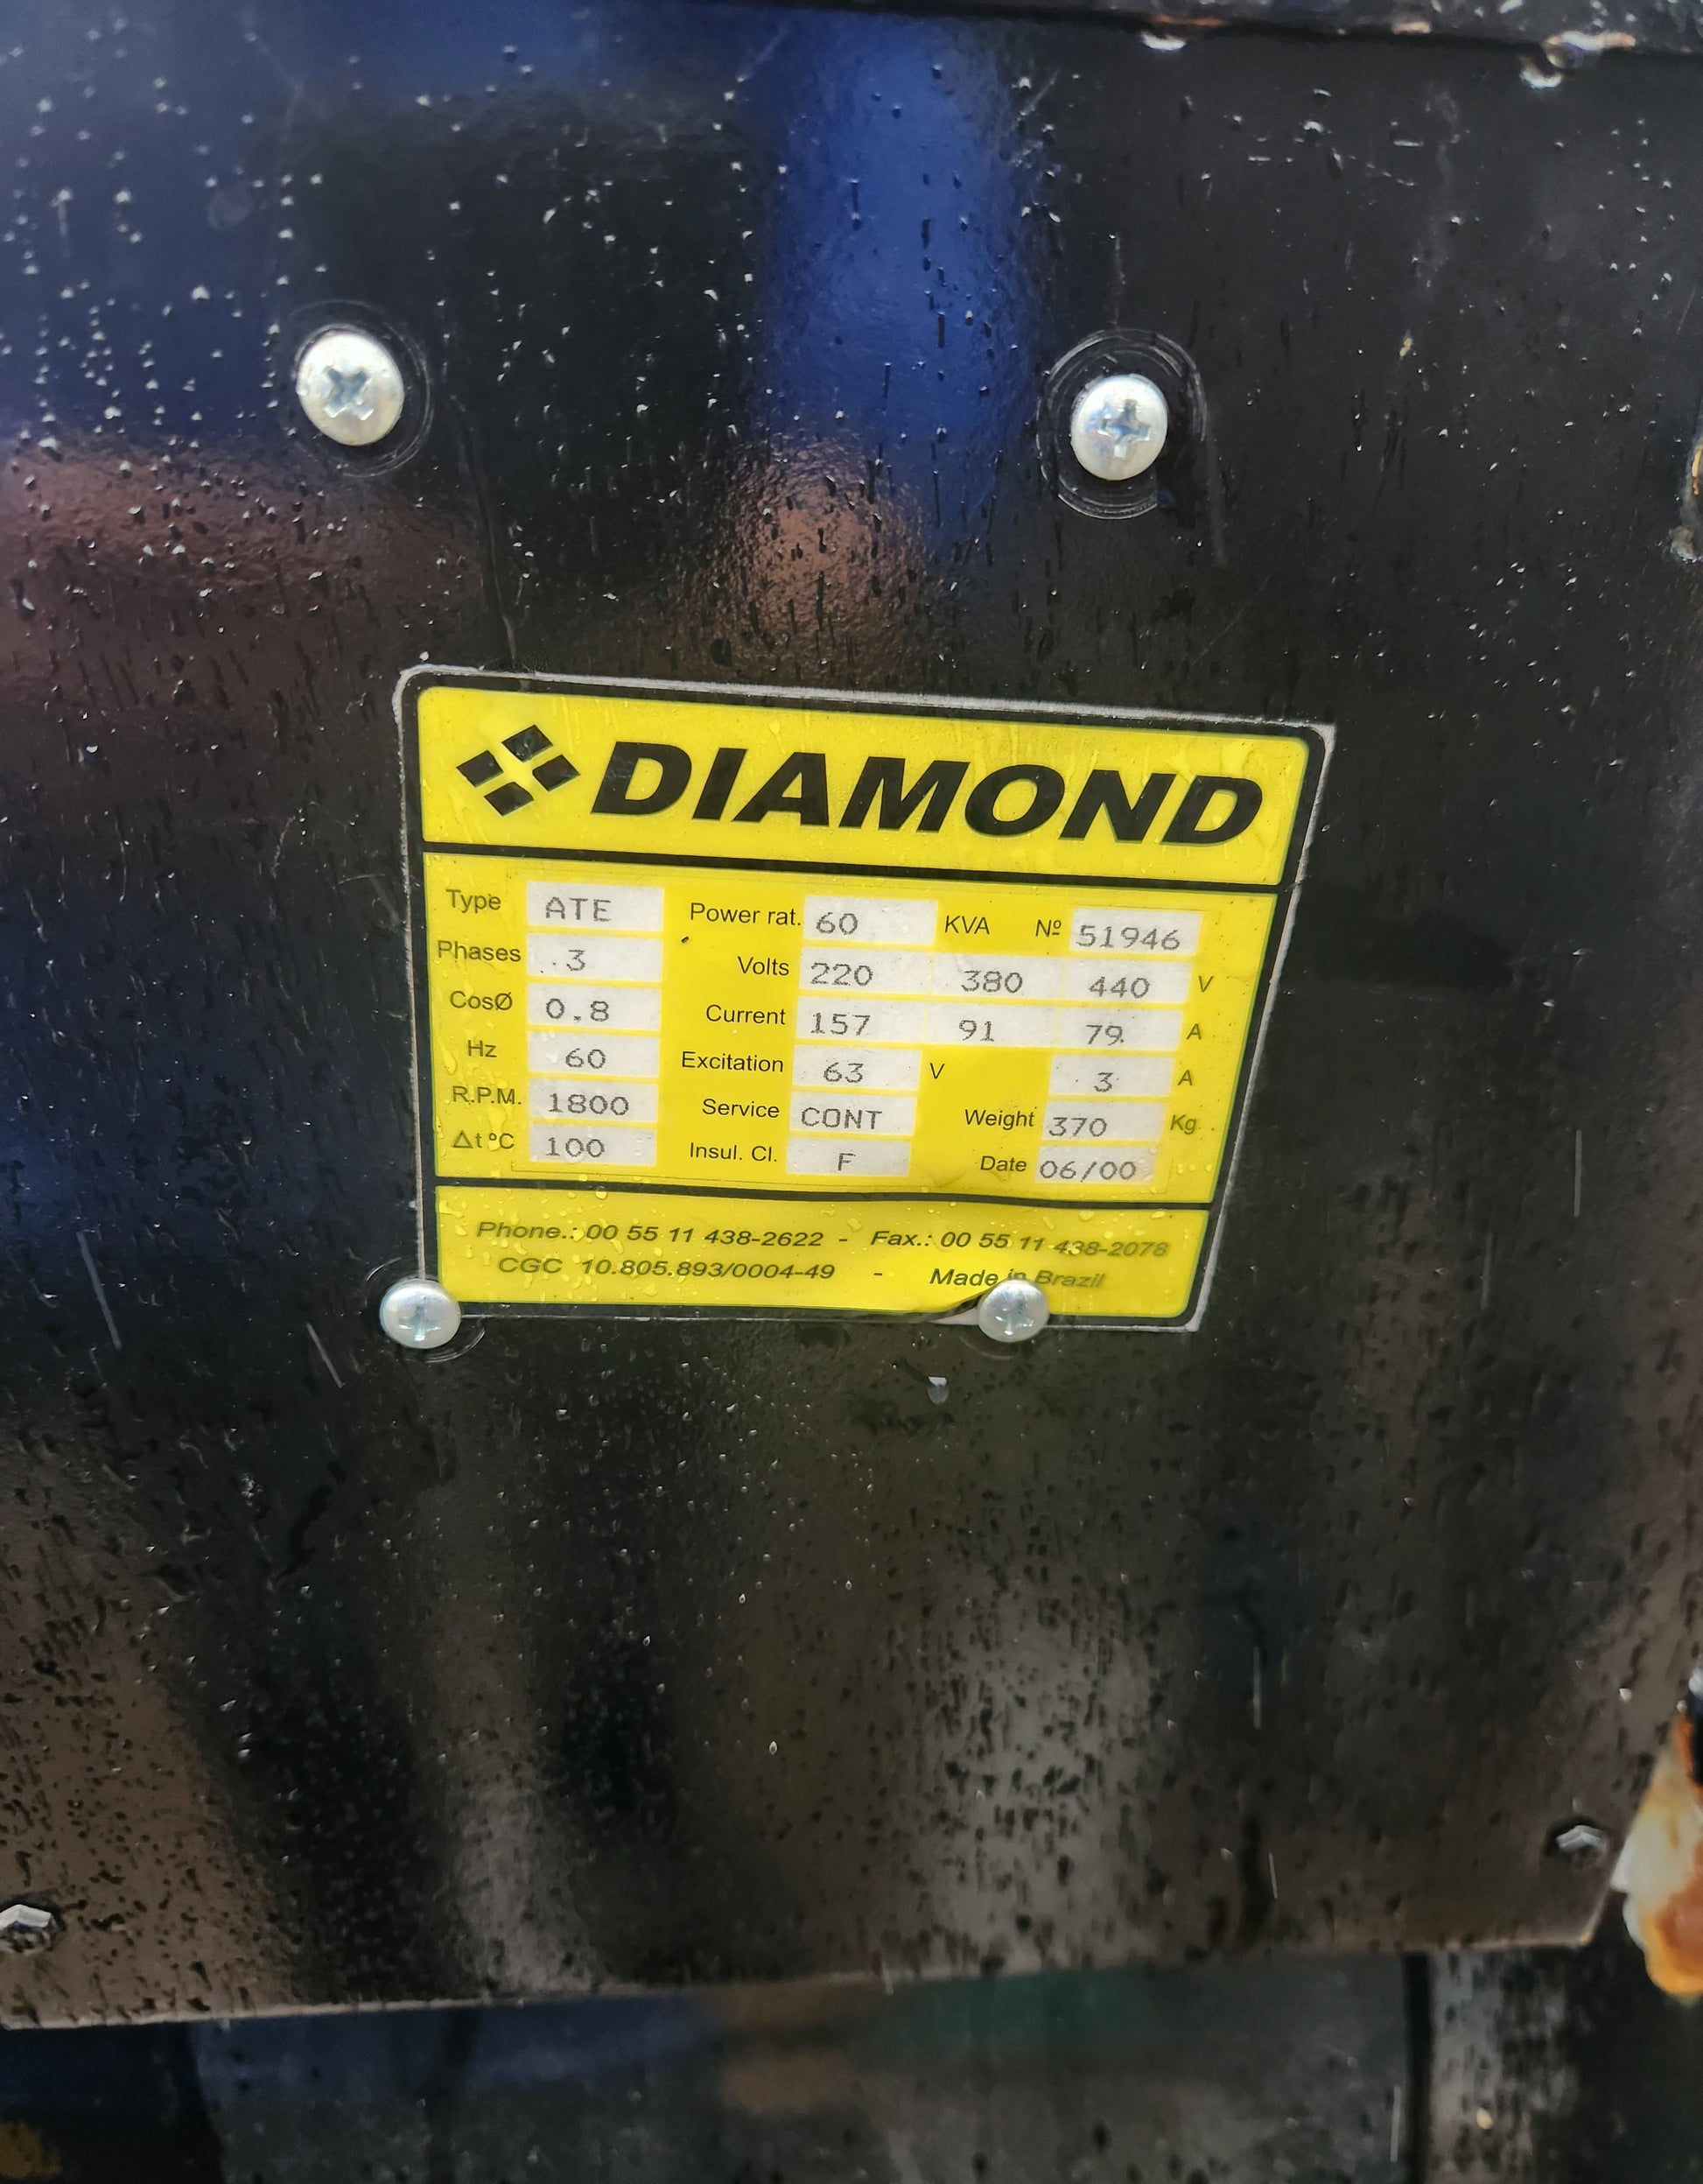 DIAMOND
Type ATE Power rat. 60 KVA Nº 51946
Phases 3 Volts 220 380 440 V
CosØ 0.8 Current 157 91 79 A
Hz 60 Excitation 63 V 3 A
R.P.M. 1800 Service CONT Weight 370 Kg
Δt ºC 100 Insul. Cl. F Date 06/00
Phone.: 00 55 11 438-2622 - Fax.: 00 55 11 438-2078
CGC 10.805.893/0004-49 - Made in Brazil